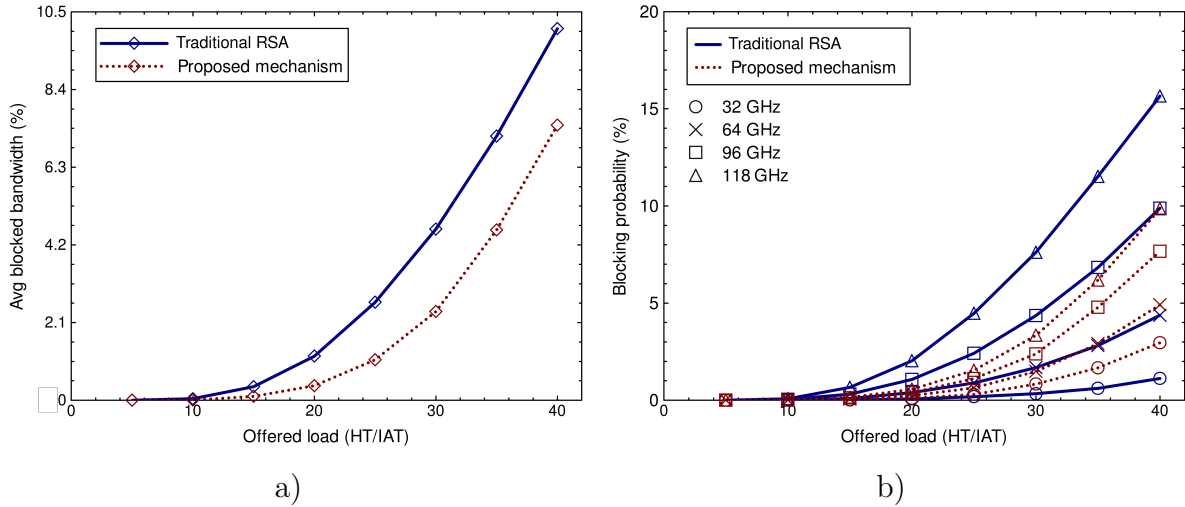 10.5
8.4
6.3
4.2
2.1
0
0
10
20
30
40
Avg blocked bandwidth (%)
Offered load (HT/IAT)
Traditional RSA
Proposed mechanism
a)
20
15
10
5
0
0
10
20
30
40
Blocking probability (%)
Offered load (HT/IAT)
Traditional RSA
Proposed mechanism
32 GHz
64 GHz
96 GHz
118 GHz
b)